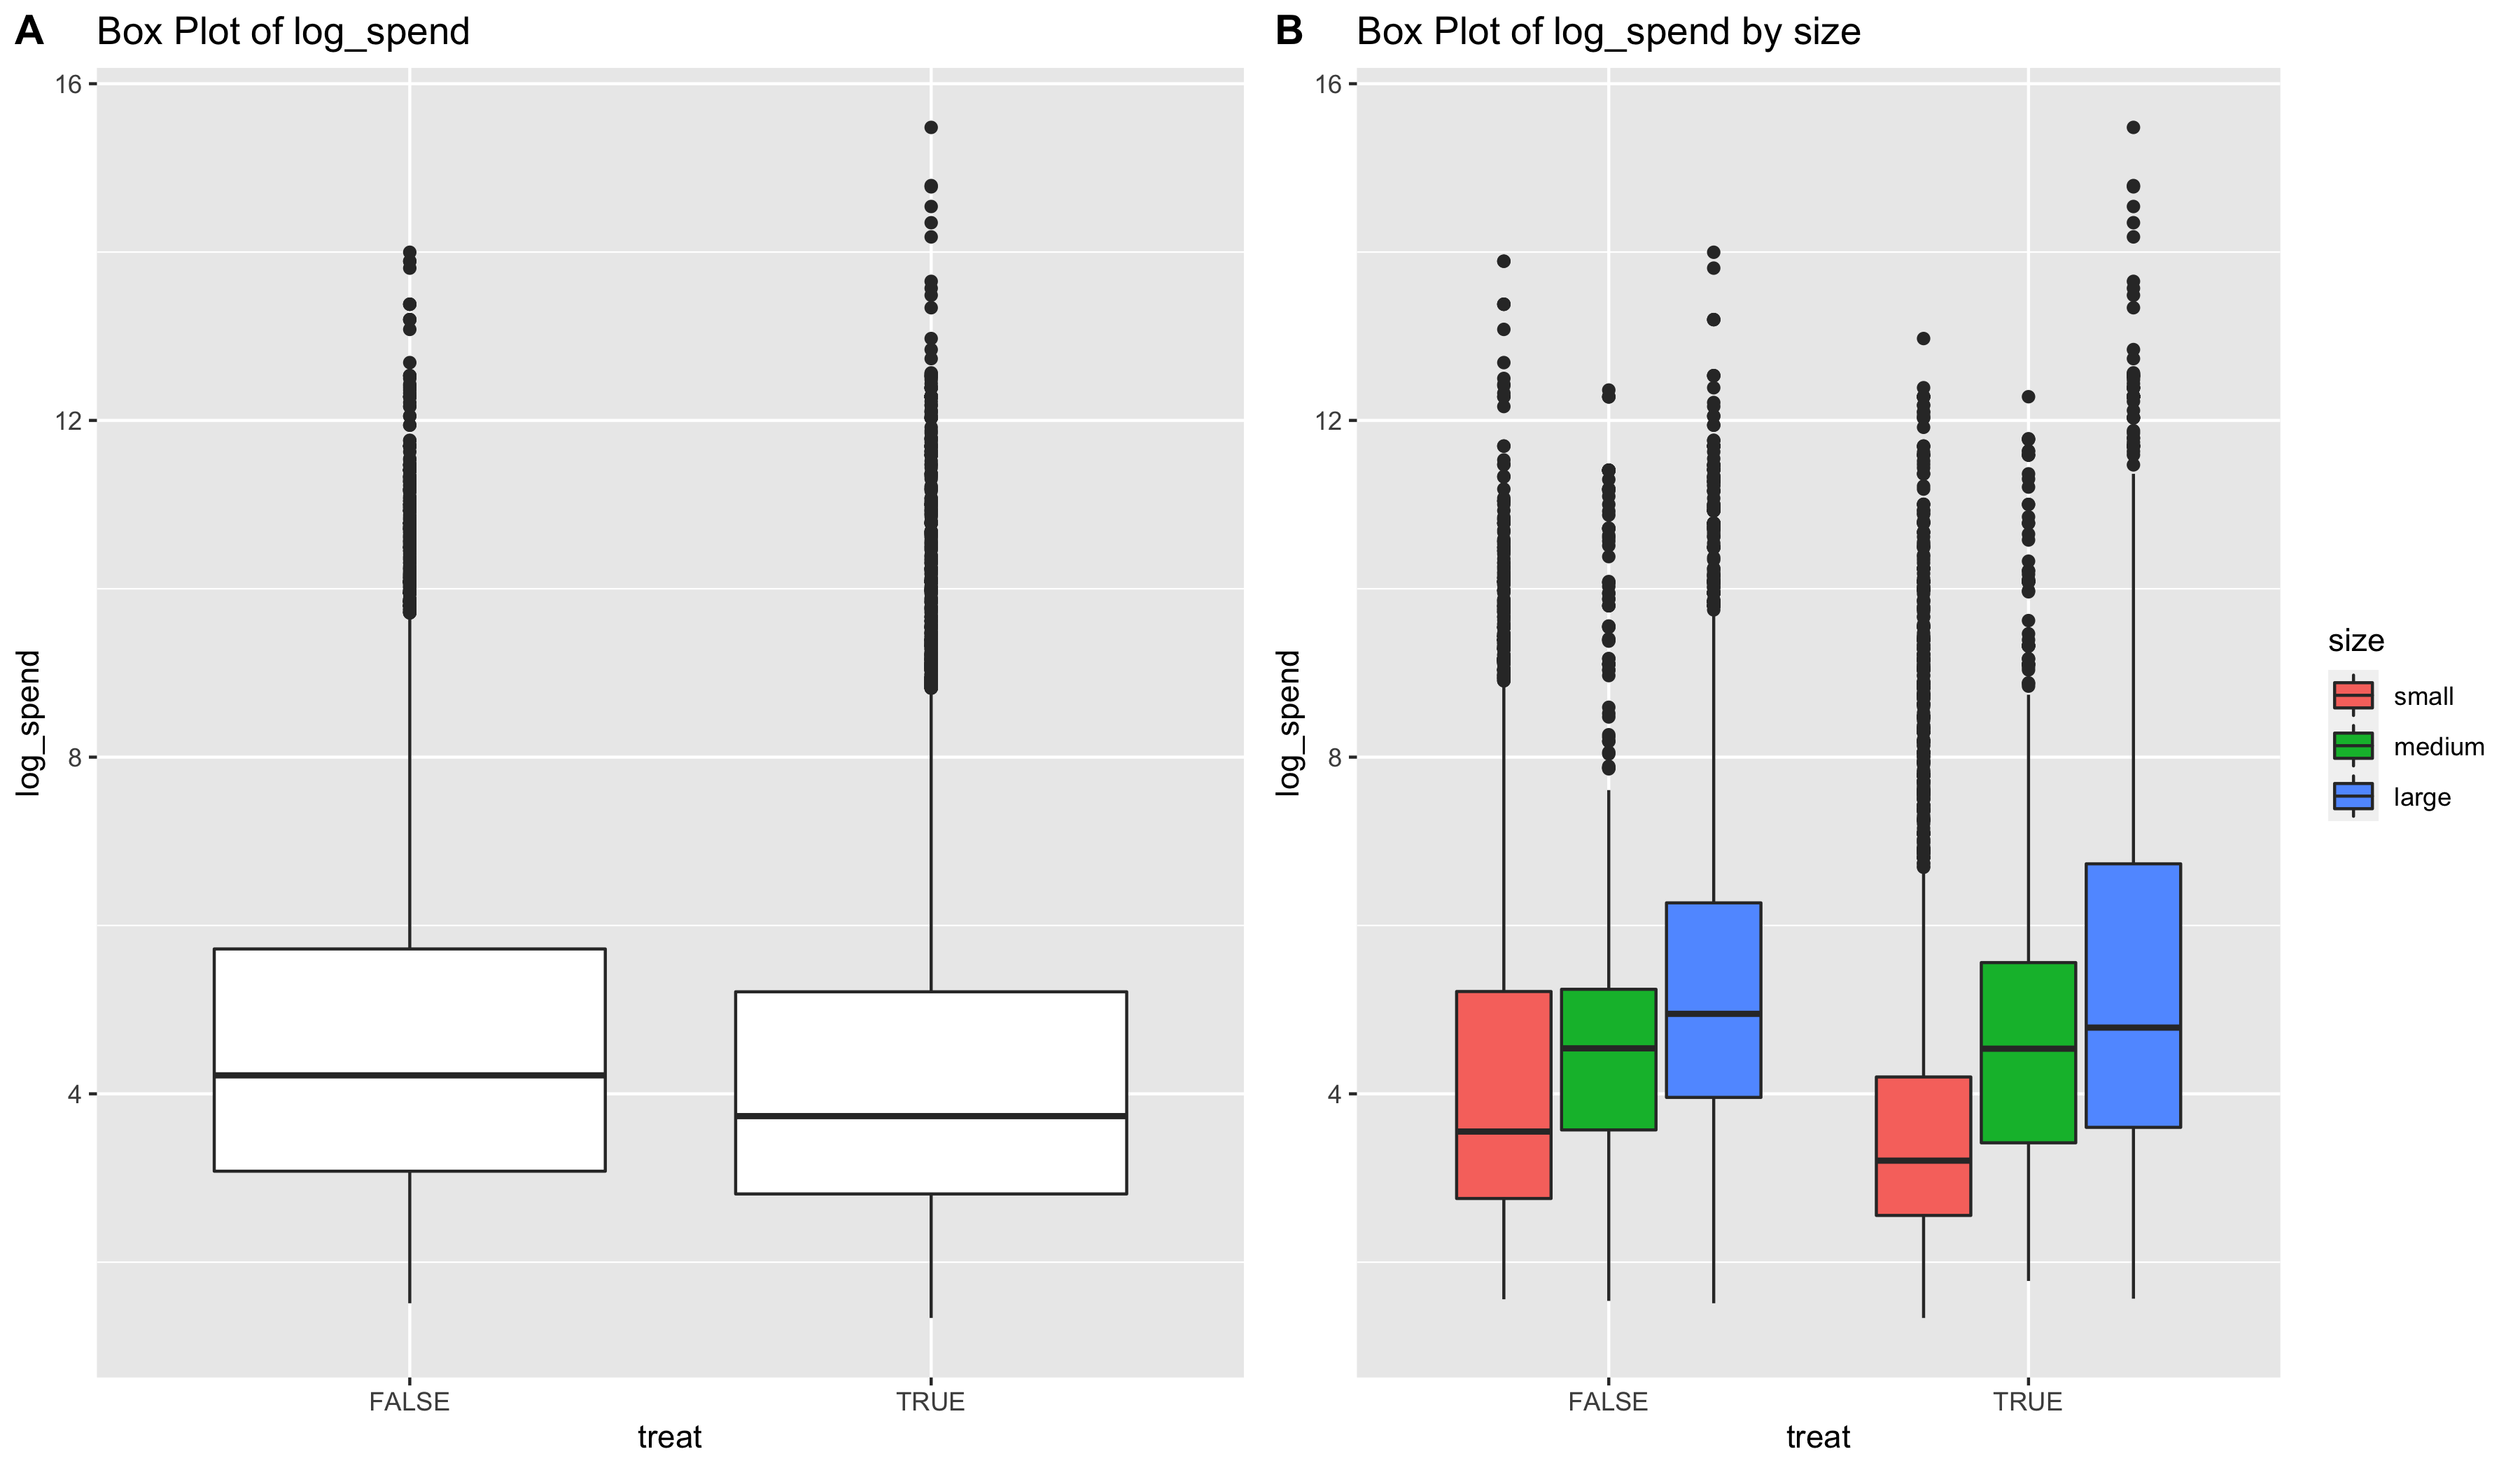 A Box Plot of log_spend
16
12
8
4
log_spend
FALSE TRUE
treat
B Box Plot of log_spend by size
16
12
8
4
log_spend
FALSE TRUE
treat
size
small
medium
large